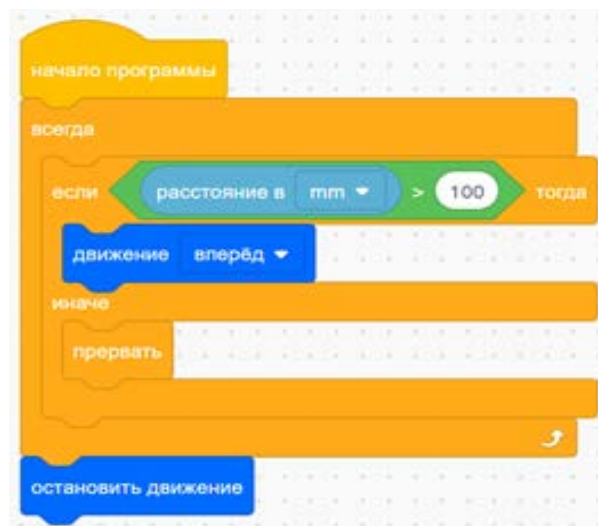 начало программы
всегда
если расстояние в mm > 100 тогда
движение вперёд
иначе
прервать
остановить движение